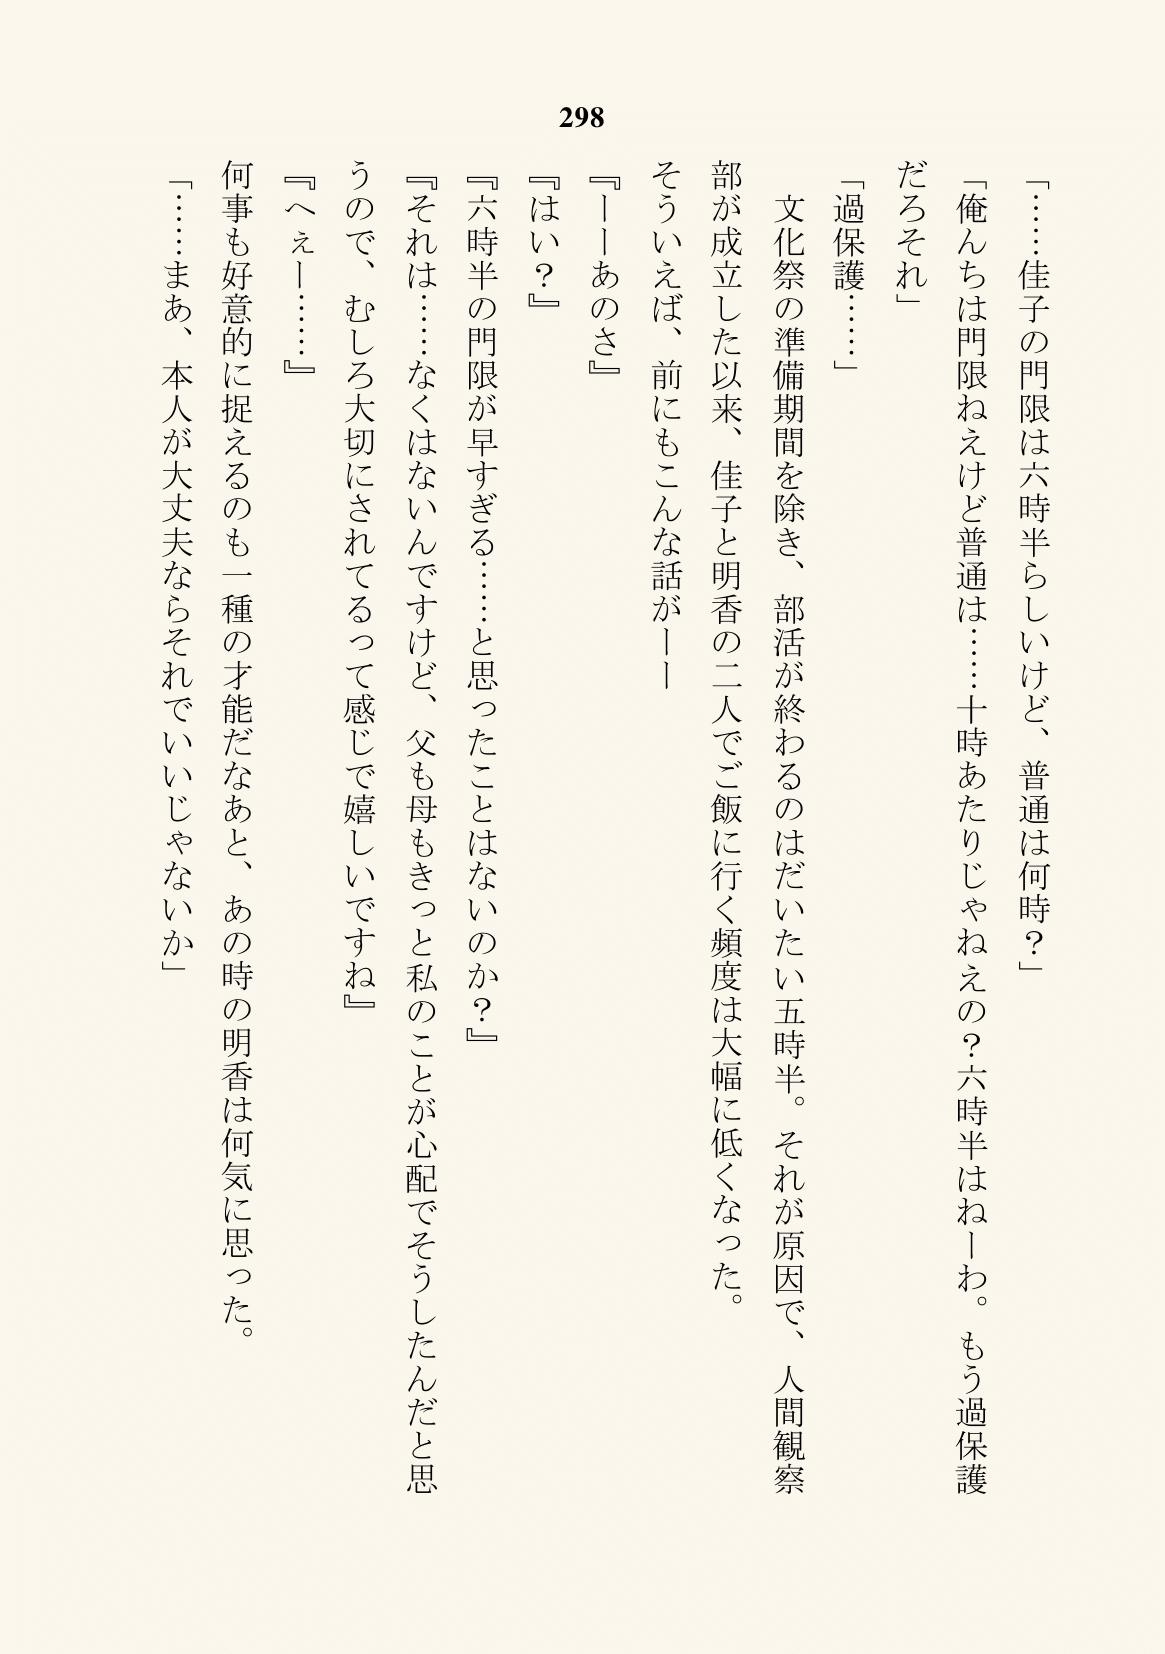 298
「……佳子の門限は六時半らしいけど、普通は何時？」
「俺んちは門限ねえけど普通は……十時あたりじゃねえの？六時半はねーわ。もう過保護
だろそれ」
「過保護……」
　文化祭の準備期間を除き、部活が終わるのはだいたい五時半。それが原因で、人間観察
部が成立した以来、佳子と明香の二人でご飯に行く頻度は大幅に低くなった。
そういえば、前にもこんな話がーー
『ーーあのさ』
『はい？』
『六時半の門限が早すぎる……と思ったことはないのか？』
『それは……なくはないんですけど、父も母もきっと私のことが心配でそうしたんだと思
うので、むしろ大切にされてるって感じで嬉しいですね』
『へぇー……』
何事も好意的に捉えるのも一種の才能だなあと、あの時の明香は何気に思った。
「……まあ、本人が大丈夫ならそれでいいじゃないか」